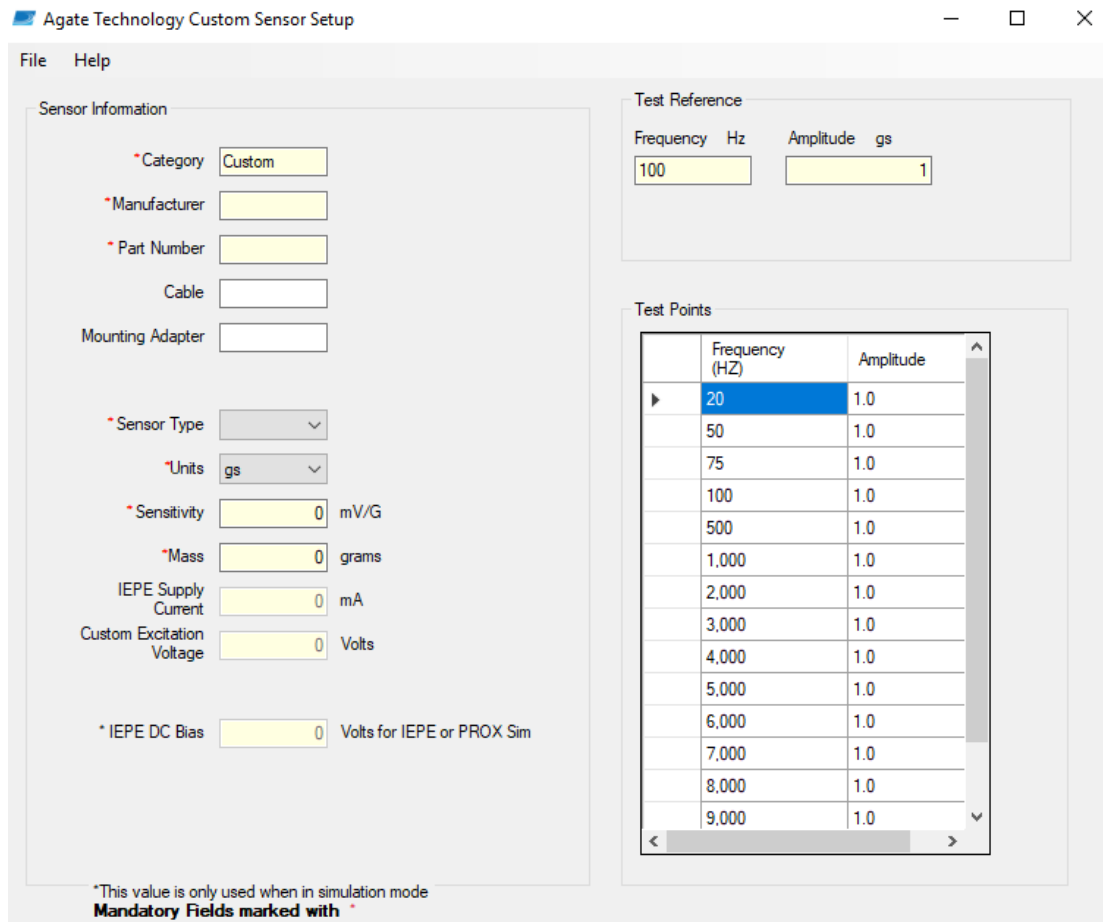 Agate Technology Custom Sensor Setup
File Help
Sensor Information
*Category Custom
*Manufacturer
* Part Number
Cable
Mounting Adapter
* Sensor Type
*Units gs
* Sensitivity 0 mV/G
*Mass 0 grams
IEPE Supply
Current 0 mA
Custom Excitation
Voltage 0 Volts
* IEPE DC Bias 0 Volts for IEPE or PROX Sim
*This value is only used when in simulation mode
Mandatory Fields marked with *
Test Reference
Frequency Hz Amplitude gs
100 1
Test Points
Frequency
(HZ) Amplitude
20 1.0
50 1.0
75 1.0
100 1.0
500 1.0
1,000 1.0
2,000 1.0
3,000 1.0
4,000 1.0
5,000 1.0
6,000 1.0
7,000 1.0
8,000 1.0
9,000 1.0